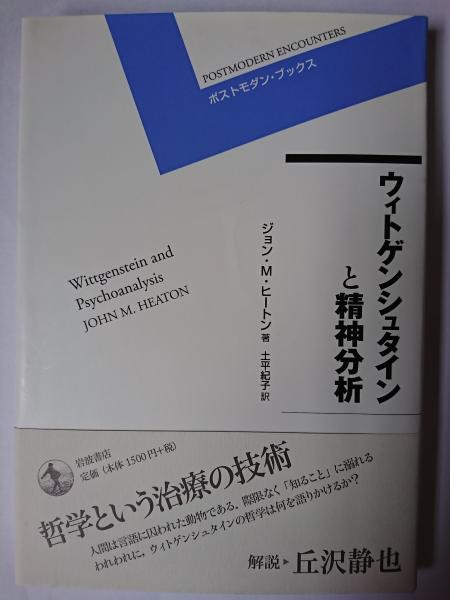 POSTMODERN ENCOUNTERS
ポストモダン・ブックス
ウィトゲンシュタイン
と精神分析
ジョン・M・ヒートン 著
土平紀子 訳
Wittgenstein and
Psychoanalysis
JOHN M. HEATON
岩波書店
定価（本体1500円+税）
哲学という治療の技術
人間は言語に囚われた動物である．際限なく「知ること」に溺れる
われわれに，ウィトゲンシュタインの哲学は何を語りかけるか？
解説▶丘沢静也